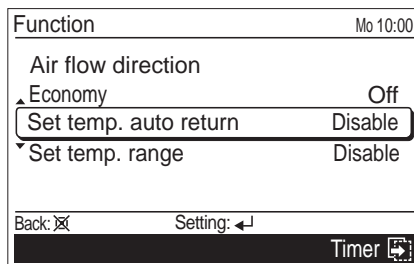 Function Mo 10:00
Air flow direction
Economy Off
Set temp. auto return Disable
Set temp. range Disable
Back: Setting:
Timer